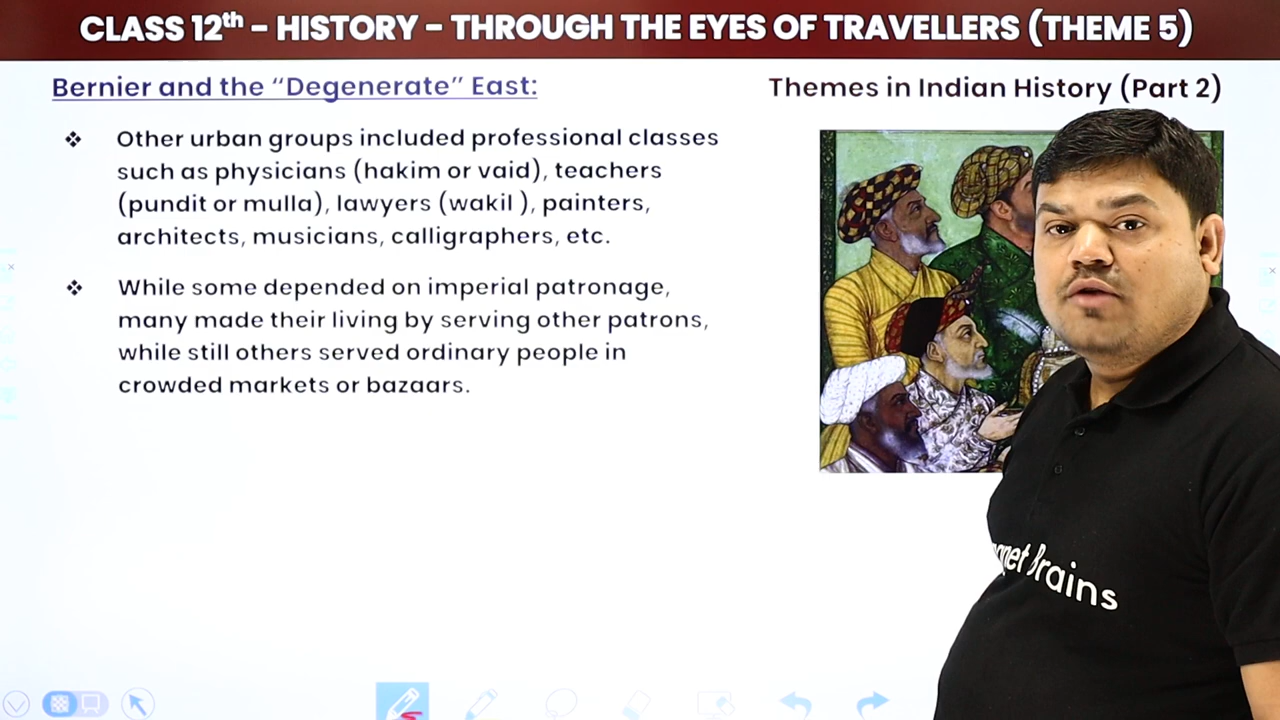 CLASS 12th - HISTORY - THROUGH THE EYES OF TRAVELLERS (THEME 5)
Bernier and the “Degenerate” East:
Themes in Indian History (Part 2)
❖ Other urban groups included professional classes
such as physicians (hakim or vaid), teachers
(pundit or mulla), lawyers (wakil ), painters,
architects, musicians, calligraphers, etc.
❖ While some depended on imperial patronage,
many made their living by serving other patrons,
while still others served ordinary people in
crowded markets or bazaars.
Brains